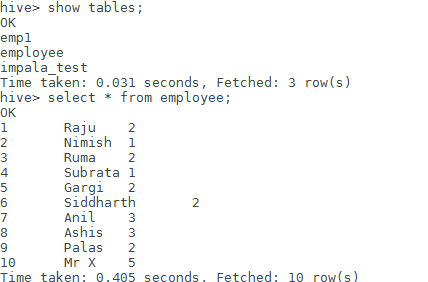 hive> show tables;
OK
emp1
employee
impala_test
Time taken: 0.031 seconds, Fetched: 3 row(s)
hive> select * from employee;
OK
1	Raju	2
2	Nimish	1
3	Ruma	2
4	Subrata	1
5	Gargi	2
6	Siddharth	2
7	Anil	3
8	Ashis	3
9	Palas	2
10	Mr X	5
Time taken: 0.405 seconds. Fetched: 10 row(s)